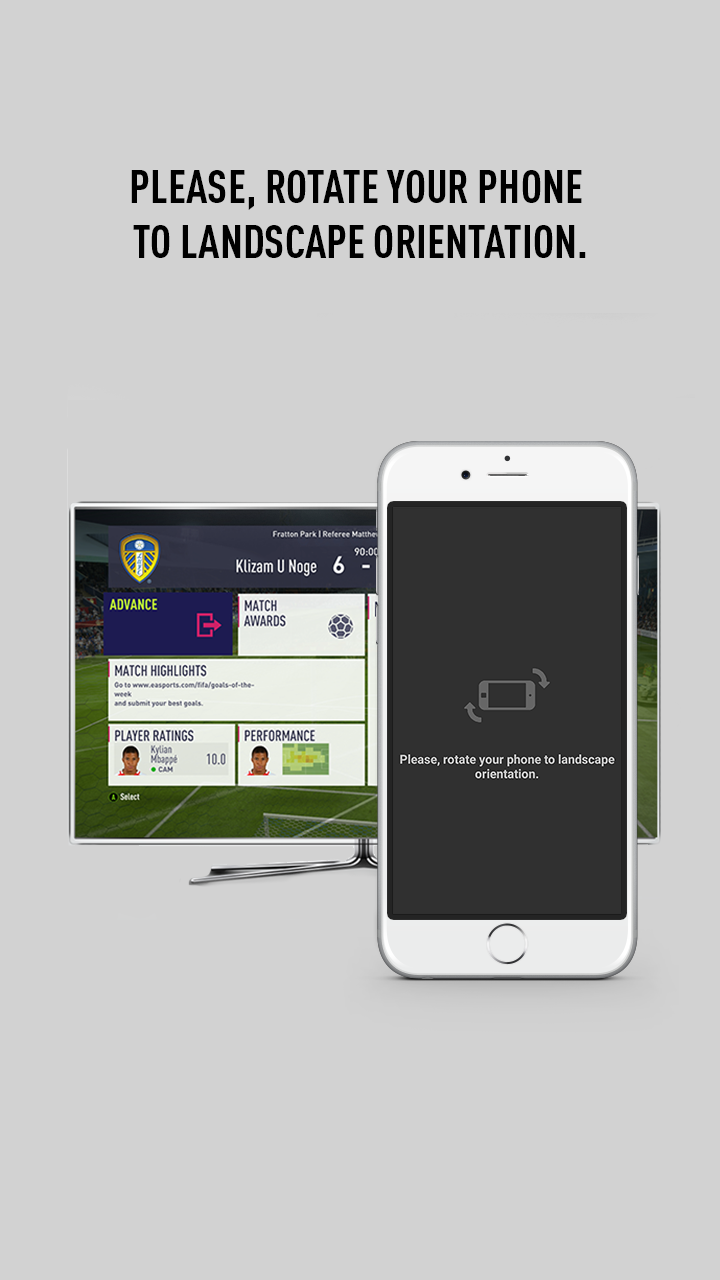 PLEASE, ROTATE YOUR PHONE
TO LANDSCAPE ORIENTATION.
Fratton Park | Referee Matthew
90:00
Klizam U Noge 6 -
ADVANCE
MATCH
AWARDS
MATCH HIGHLIGHTS
Go to www.easports.com/fifa/goals-of-the-
week
and submit your best goals.
PLAYER RATINGS
Kylian
Mbappé
CAM
10.0
PERFORMANCE
A Select
Please, rotate your phone to landscape
orientation.